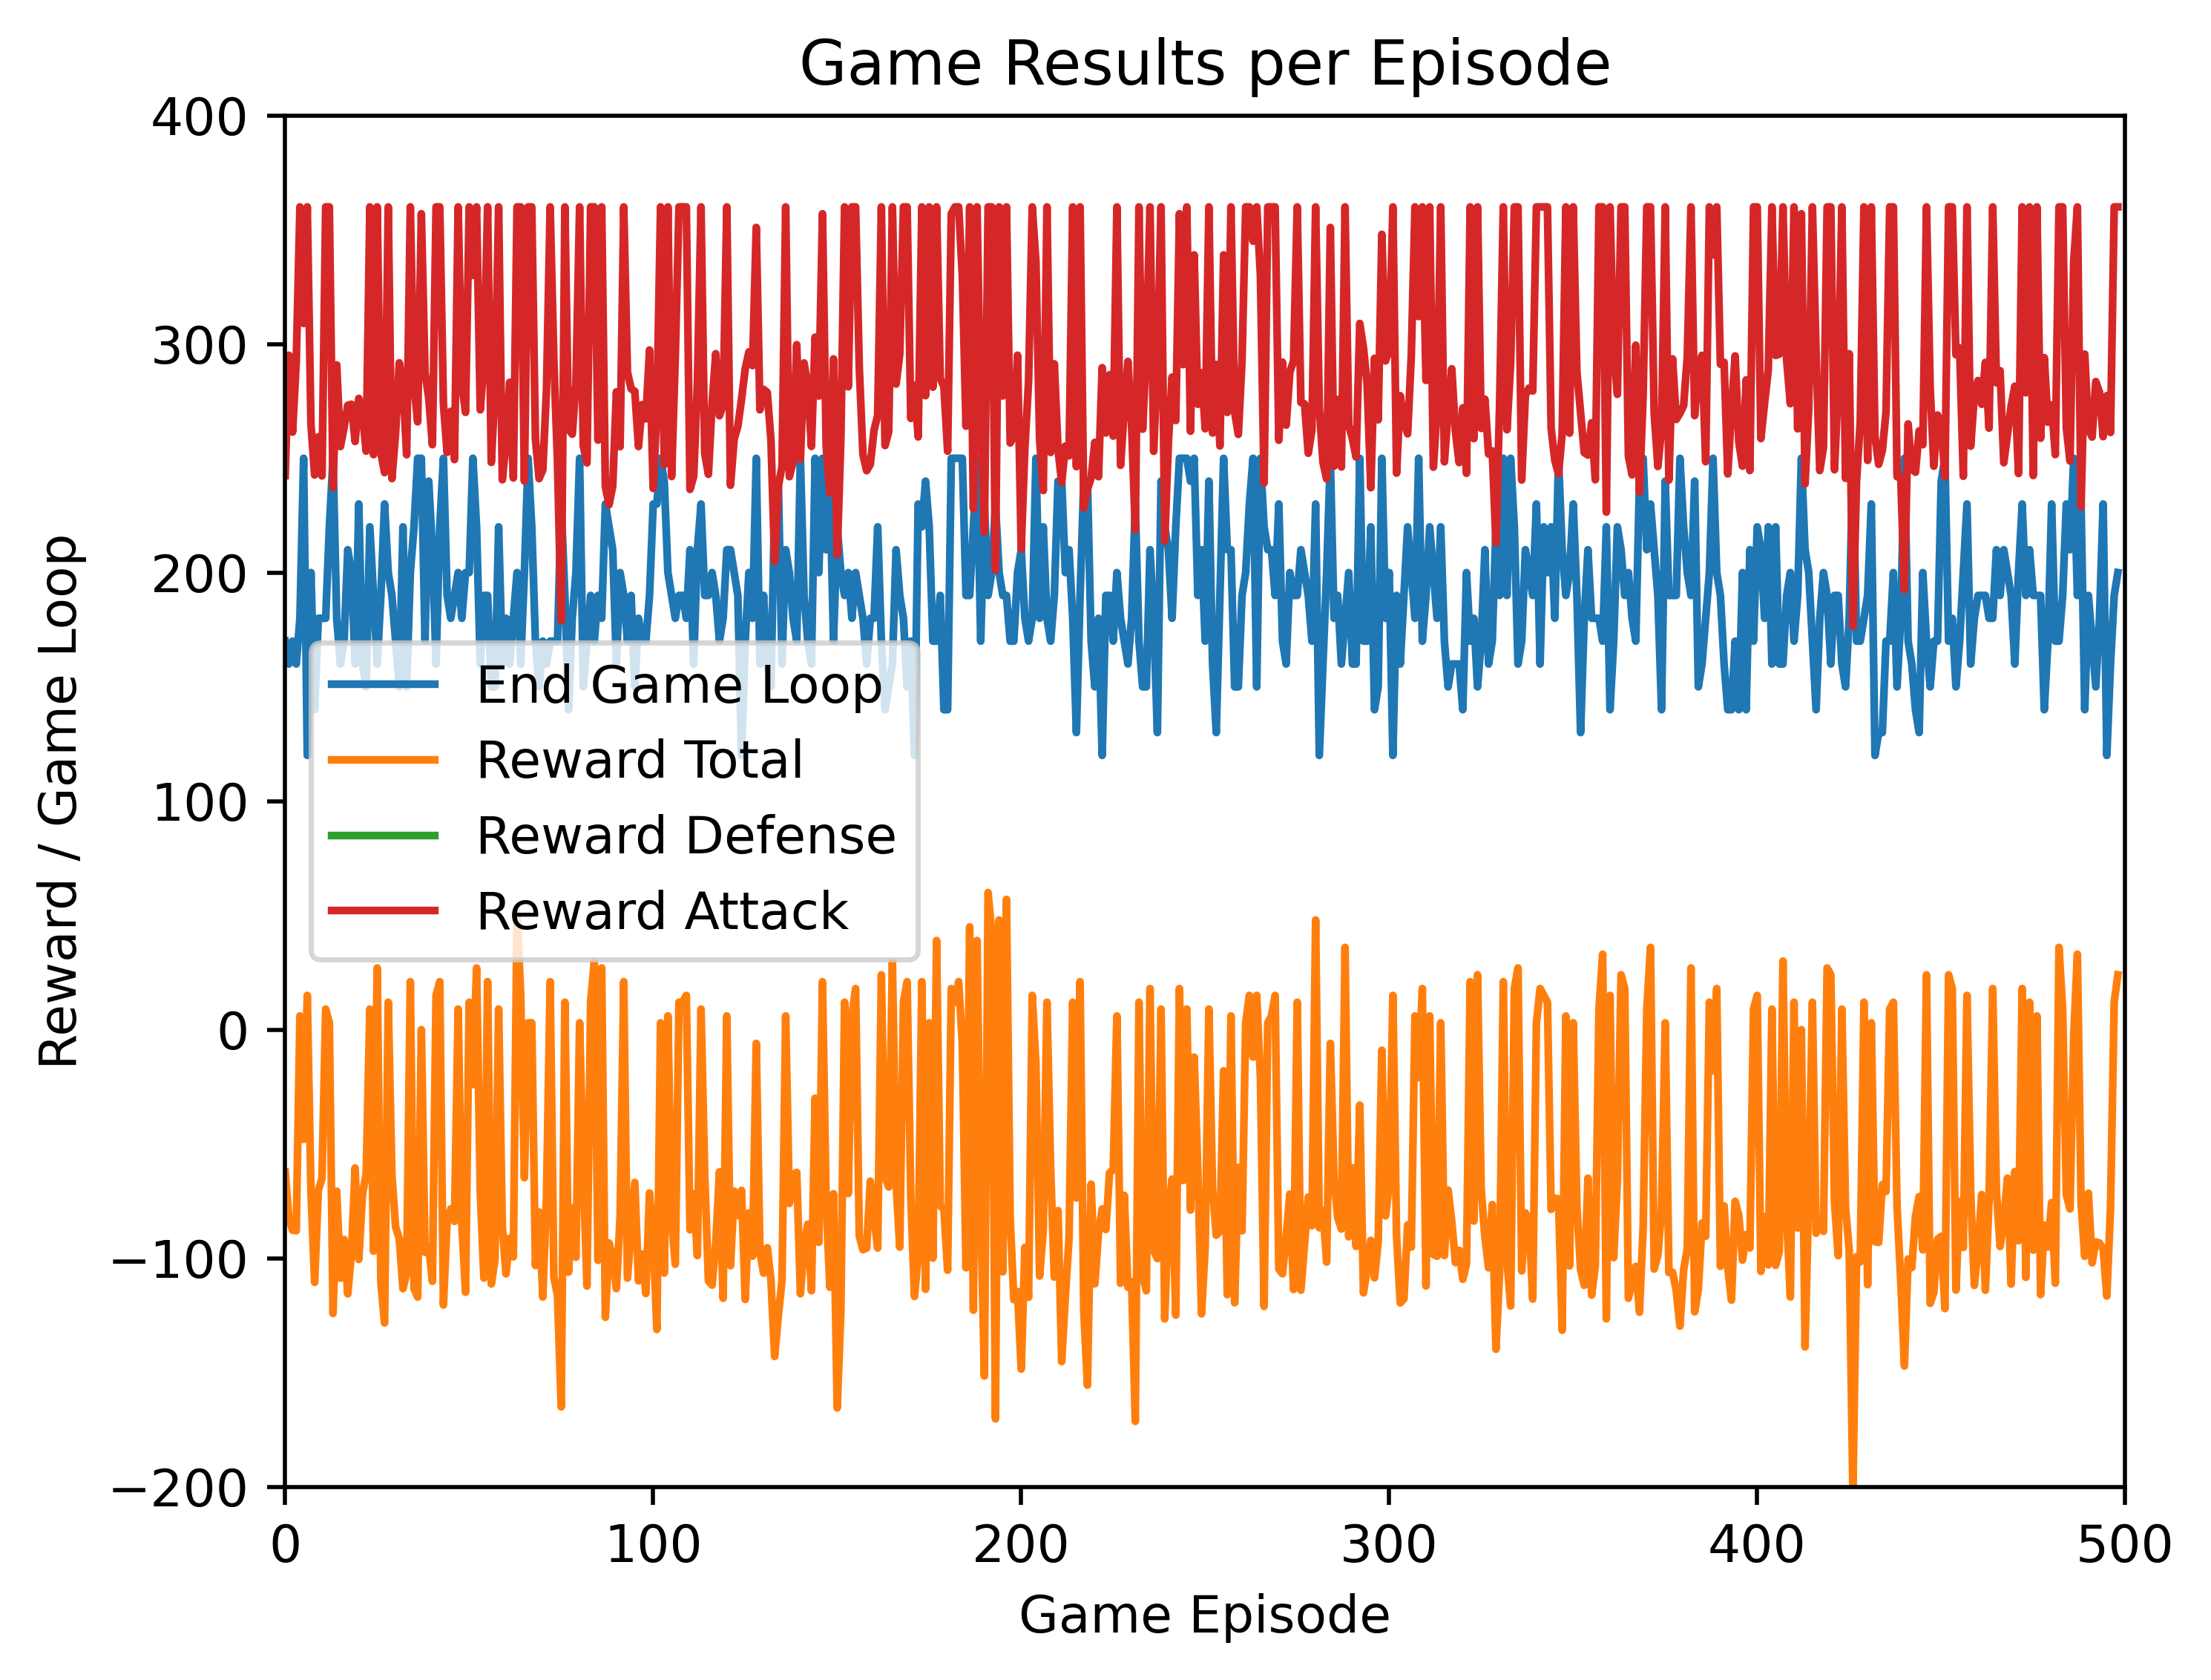 Game Results per Episode
400
300
200
100
0
−100
−200
Reward / Game Loop
End Game Loop
Reward Total
Reward Defense
Reward Attack
0 100 200 300 400 500
Game Episode